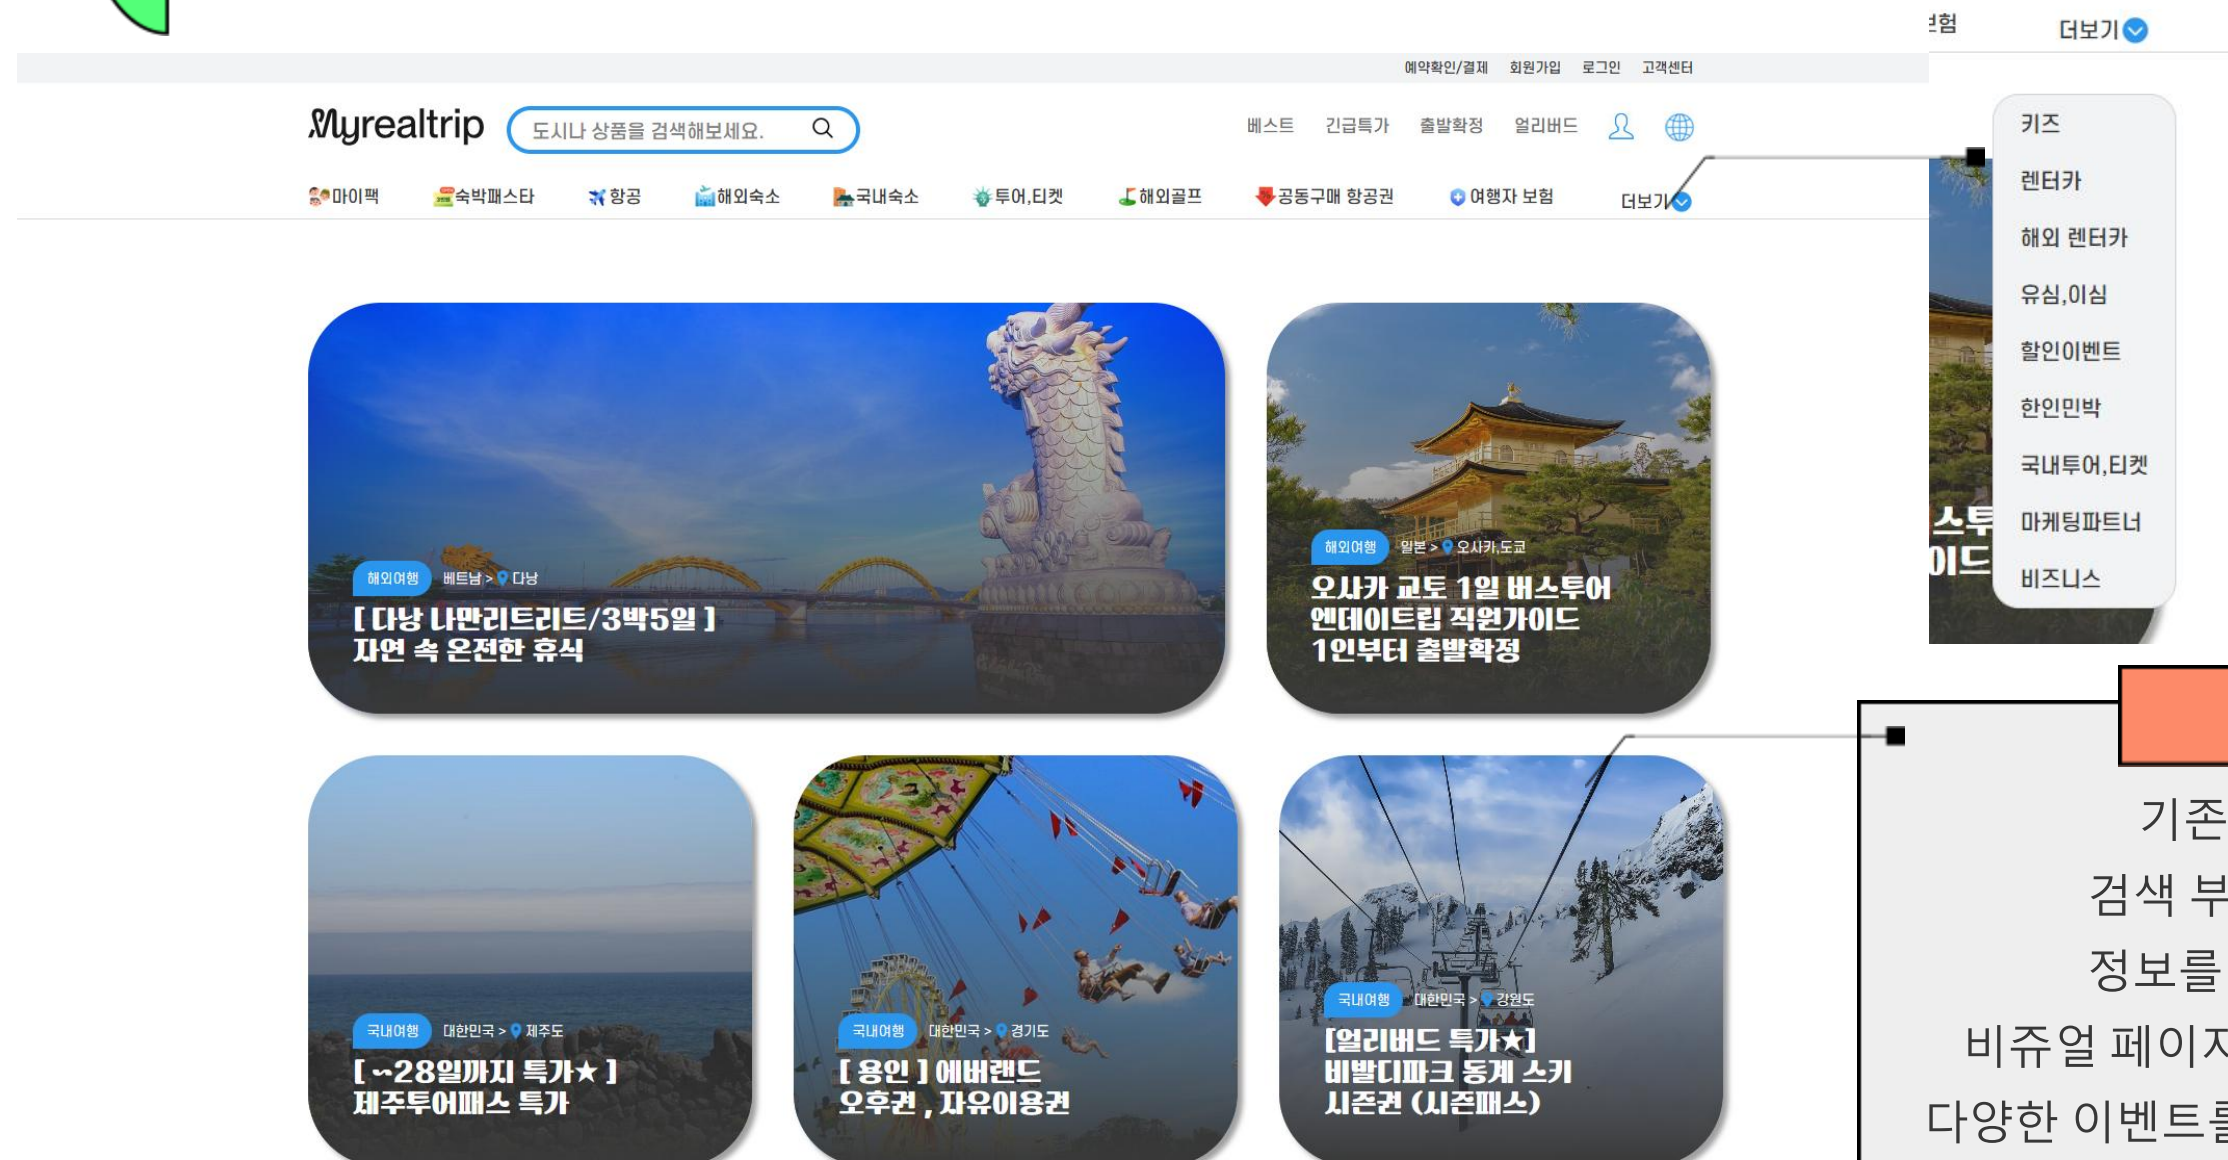 예약확인/결제 회원가입 로그인 고객센터
Myrealtrip 도시나 상품을 검색해보세요. 베스트 긴급특가 출발확정 얼리버드
마이팩 숙박패스타 항공 해외숙소 국내숙소 투어,티켓 해외골프 공동구매 항공권 여행자 보험 더보기
해외여행 베트남 > 다낭
[ 다낭 나만리트리트/3박5일 ]
자연 속 온전한 휴식
해외여행 일본 > 오사카,도쿄
오사카 교토 1일 버스투어
엔데이트립 직원가이드
1인부터 출발확정
국내여행 대한민국 > 제주도
[ ~28일까지 특가★ ]
제주투어패스 특가
국내여행 대한민국 > 경기도
[ 용인 ] 에버랜드
오후권 , 자유이용권
국내여행 대한민국 > 강원도
[얼리버드 특가★]
비발디파크 동계 스키
시즌권 (시즌패스)
더보기
키즈
렌터카
해외 렌터카
유심,이심
할인이벤트
한인민박
국내투어,티켓
마케팅파트너
비즈니스
기존
검색 부
정보를
비쥬얼 페이지
다양한 이벤트를